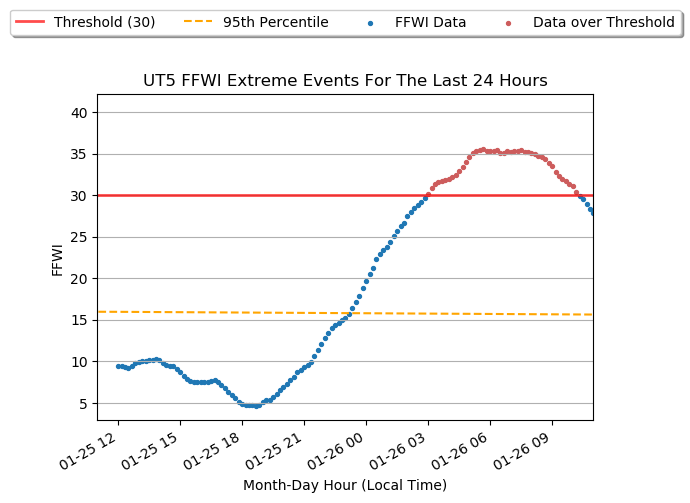 Threshold (30) 95th Percentile FFWI Data Data over Threshold
UT5 FFWI Extreme Events For The Last 24 Hours
40
35
30
25
20
15
10
5
FFWI
01-25 12 01-25 15 01-25 18 01-25 21 01-26 00 01-26 03 01-26 06 01-26 09
Month-Day Hour (Local Time)